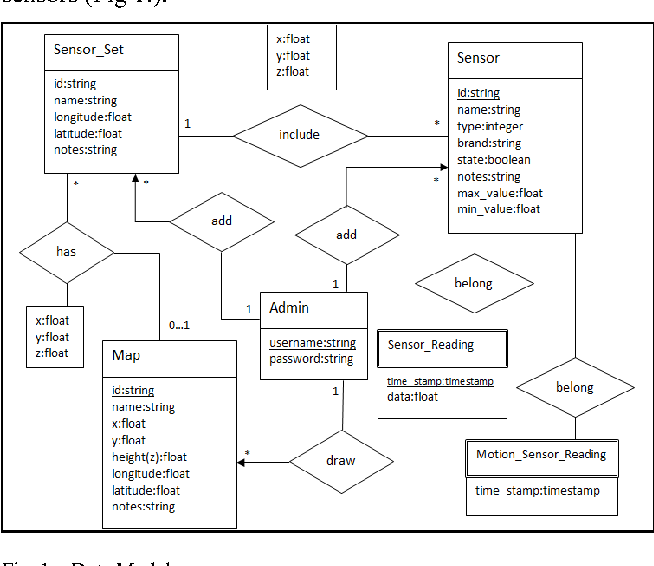 sensors (Fig 1.).
Sensor_Set
id:string
name:string
longitude:float
latitude:float
notes:string
x:float
y:float
z:float
Sensor
id:string
name:string
type:integer
brand:string
state:boolean
notes:string
max_value:float
min_value:float
1
include
*
*
*
*
add
add
has
belong
1
1
0...1
x:float
y:float
z:float
Admin
username:string
password:string
Sensor_Reading
time_stamp:timestamp
data:float
belong
Map
id:string
name:string
x:float
y:float
height(z):float
longitude:float
latitude:float
notes:string
1
*
draw
Motion_Sensor_Reading
time_stamp:timestamp